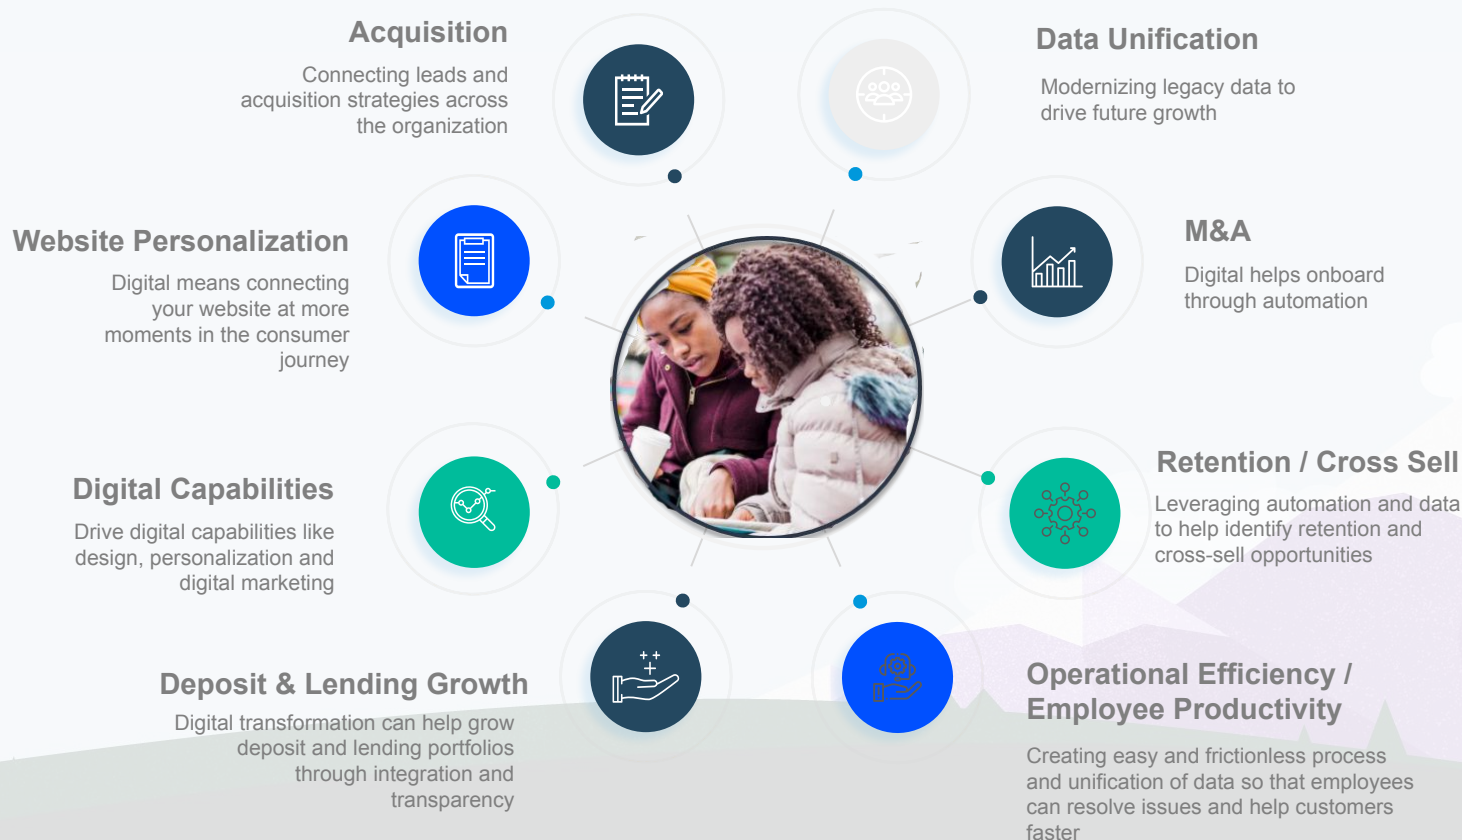 Acquisition
Connecting leads and
acquisition strategies across
the organization
Data Unification
Modernizing legacy data to
drive future growth
Website Personalization
Digital means connecting
your website at more
moments in the consumer
journey
M&A
Digital helps onboard
through automation
Digital Capabilities
Drive digital capabilities like
design, personalization and
digital marketing
Retention / Cross Sell
Leveraging automation and data
to help identify retention and
cross-sell opportunities
Deposit & Lending Growth
Digital transformation can help grow
deposit and lending portfolios
through integration and
transparency
Operational Efficiency /
Employee Productivity
Creating easy and frictionless process
and unification of data so that employees
can resolve issues and help customers
faster